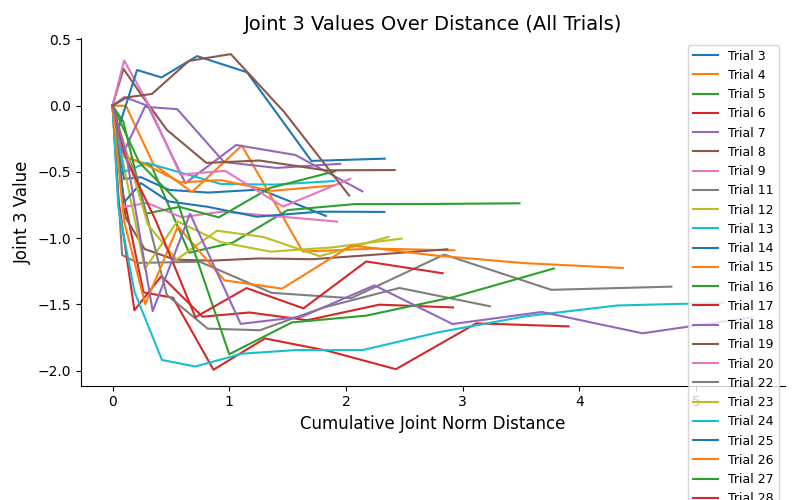 Joint 3 Values Over Distance (All Trials)
0.5
0.0
−0.5
−1.0
−1.5
−2.0
Joint 3 Value
0
1
2
3
4
5
Cumulative Joint Norm Distance
Trial 3
Trial 4
Trial 5
Trial 6
Trial 7
Trial 8
Trial 9
Trial 11
Trial 12
Trial 13
Trial 14
Trial 15
Trial 16
Trial 17
Trial 18
Trial 19
Trial 20
Trial 22
Trial 23
Trial 24
Trial 25
Trial 26
Trial 27
Trial 28